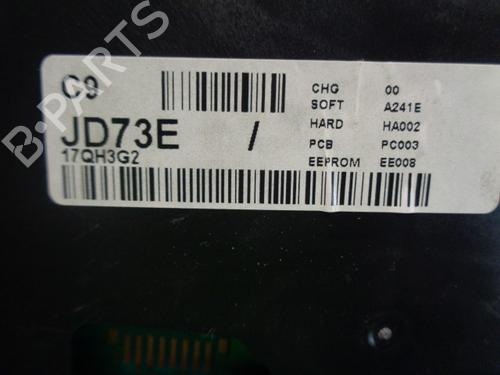 C9
JD73E /
17QH3G2
CHG 00
SOFT A241E
HARD HA002
PCB PC003
EEPROM EE008
B-PARTS